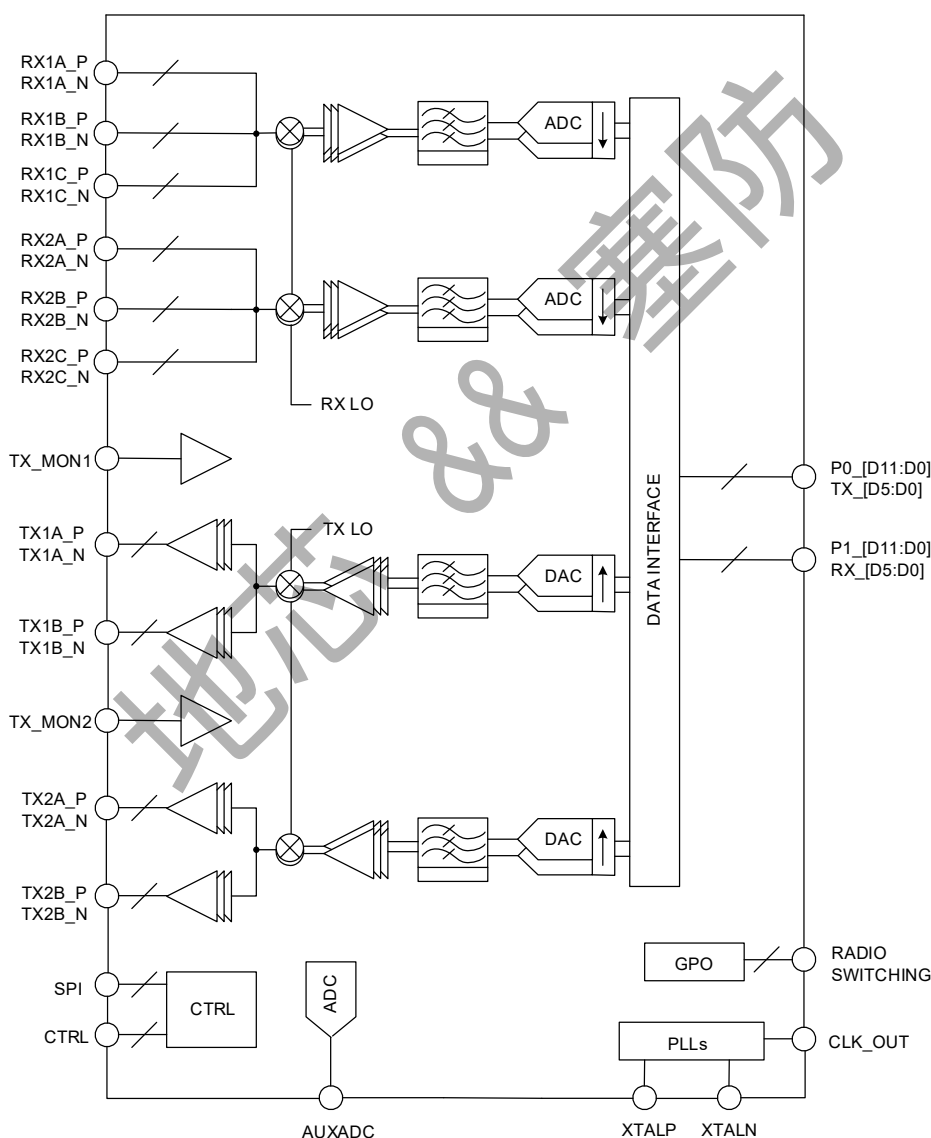 RX1A_P
RX1A_N
RX1B_P
RX1B_N
RX1C_P
RX1C_N
ADC
RX2A_P
RX2A_N
RX2B_P
RX2B_N
RX2C_P
RX2C_N
ADC
RX LO
TX_MON1
P0_[D11:D0]
TX_[D5:D0]
TX1A_P
TX1A_N
TX LO
DAC
DATA INTERFACE
P1_[D11:D0]
RX_[D5:D0]
TX1B_P
TX1B_N
TX_MON2
TX2A_P
TX2A_N
DAC
TX2B_P
TX2B_N
SPI
CTRL
CTRL
ADC
GPO
RADIO
SWITCHING
PLLs
CLK_OUT
AUXADC
XTALP
XTALN
地芯 && 塞防